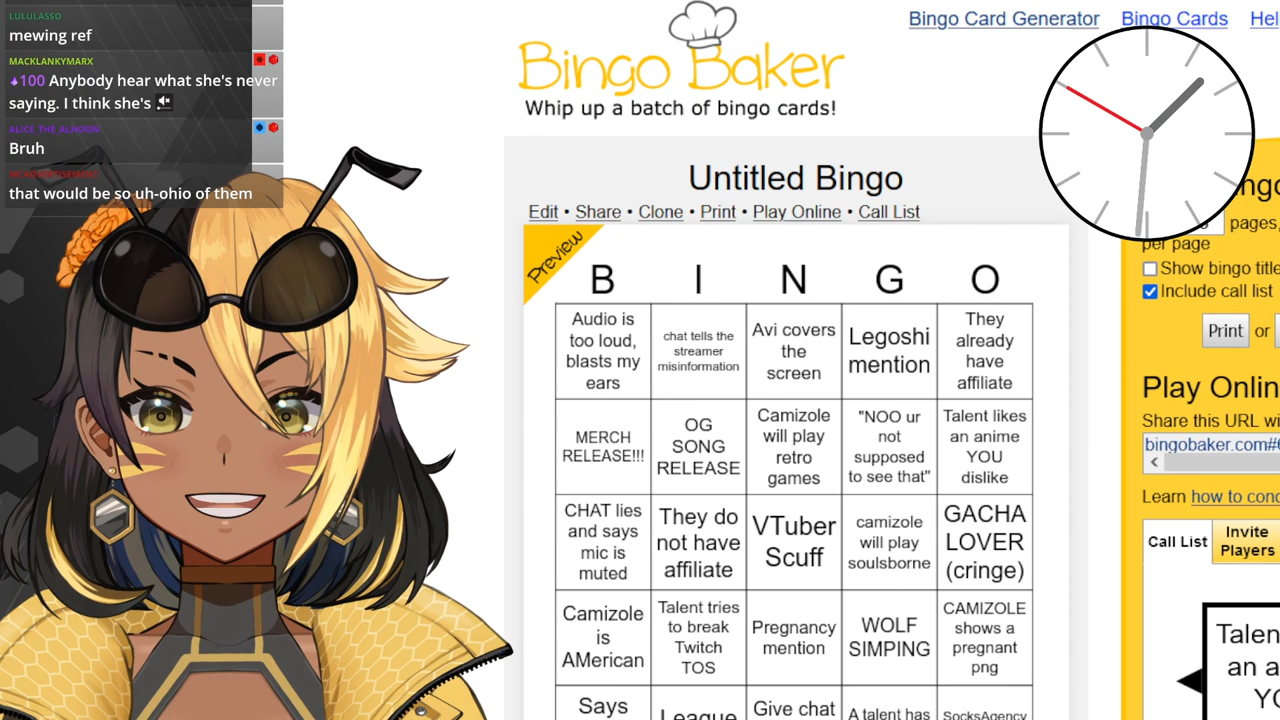 LULULASSO
mewing ref
MACKLANKYMARX
100 Anybody hear what she's never
saying. I think she's
ALICE THE ALHOON
Bruh
that would be so uh-ohio of them
Bingo Baker
Whip up a batch of bingo cards!
Bingo Card Generator
Bingo Cards
Hel
Untitled Bingo
Edit • Share • Clone • Print • Play Online • Call List
Preview
B I N G O
Audio is
too loud,
blasts my
ears
chat tells the
streamer
misinformation
Avi covers
the
screen
Legoshi
mention
They
already
have
affiliate
MERCH
RELEASE!!!
OG
SONG
RELEASE
Camizole
will play
retro
games
"NOO ur
not
supposed
to see that"
Talent likes
an anime
YOU
dislike
CHAT lies
and says
mic is
muted
They do
not have
affiliate
VTuber
Scuff
camizole
will play
soulsborne
GACHA
LOVER
(cringe)
Camizole
is
AMerican
Talent tries
to break
Twitch
TOS
Pregnancy
mention
WOLF
SIMPING
CAMIZOLE
shows a
pregnant
png
Says
League
Give chat
A talent has
SocksAgency
pages,
per page
Show bingo title
Include call list
Print or
Play Onlin
Share this URL wi
bingobaker.com#
Learn how to cond
Call List
Invite
Players
Talen
an a
YO